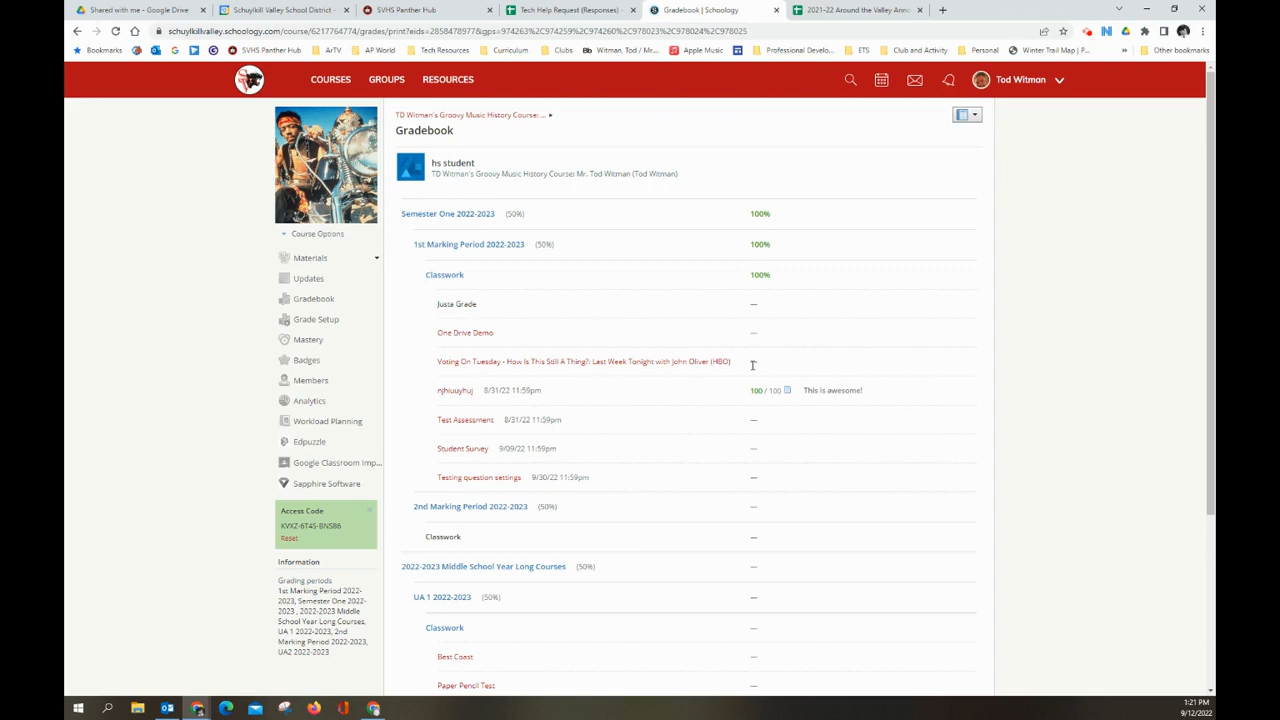 Shared with me - Google Drive
Schuylkill Valley School District -
SVHS Panther Hub
Tech Help Request (Responses) -
Gradebook | Schoology
2021-22 Around the Valley Anno
schuylkillvalley.schoology.com/course/6217764774/grades/print?eids=2858478977&gps=974263%2C974259%2C974260%2C978023%2C978024%2C978025
Bookmarks
SVHS Panther Hub
ArTV
AP World
Tech Resources
Curriculum
Clubs
Bb Witman, Tod / Mr...
Apple Music
Professional Develo...
ETS
Club and Activity
Personal
Winter Trail Map | P...
Other bookmarks
COURSES GROUPS RESOURCES
Tod Witman
TD Witman's Groovy Music History Course: ...
Gradebook
hs student
TD Witman's Groovy Music History Course: Mr. Tod Witman (Tod Witman)
Course Options
Materials
Updates
Gradebook
Grade Setup
Mastery
Badges
Members
Analytics
Workload Planning
Edpuzzle
Google Classroom Imp...
Sapphire Software
Access Code
Reset
Information
Grading periods
1st Marking Period 2022-
2023, Semester One 2022-
2023 , 2022-2023 Middle
School Year Long Courses,
UA 1 2022-2023, 2nd
Marking Period 2022-2023,
UA2 2022-2023
Semester One 2022-2023 (50%) 100%
1st Marking Period 2022-2023 (50%) 100%
Classwork 100%
Justa Grade —
One Drive Demo —
Voting On Tuesday - How Is This Still A Thing?: Last Week Tonight with John Oliver (HBO) —
njhiuuyhuj 8/31/22 11:59pm 100 / 100 This is awesome!
Test Assessment 8/31/22 11:59pm —
Student Survey 9/09/22 11:59pm —
Testing question settings 9/30/22 11:59pm —
2nd Marking Period 2022-2023 (50%) —
Classwork —
2022-2023 Middle School Year Long Courses (50%) —
UA 1 2022-2023 (50%) —
Classwork —
Best Coast —
Paper Pencil Test —
1:21 PM
9/12/2022